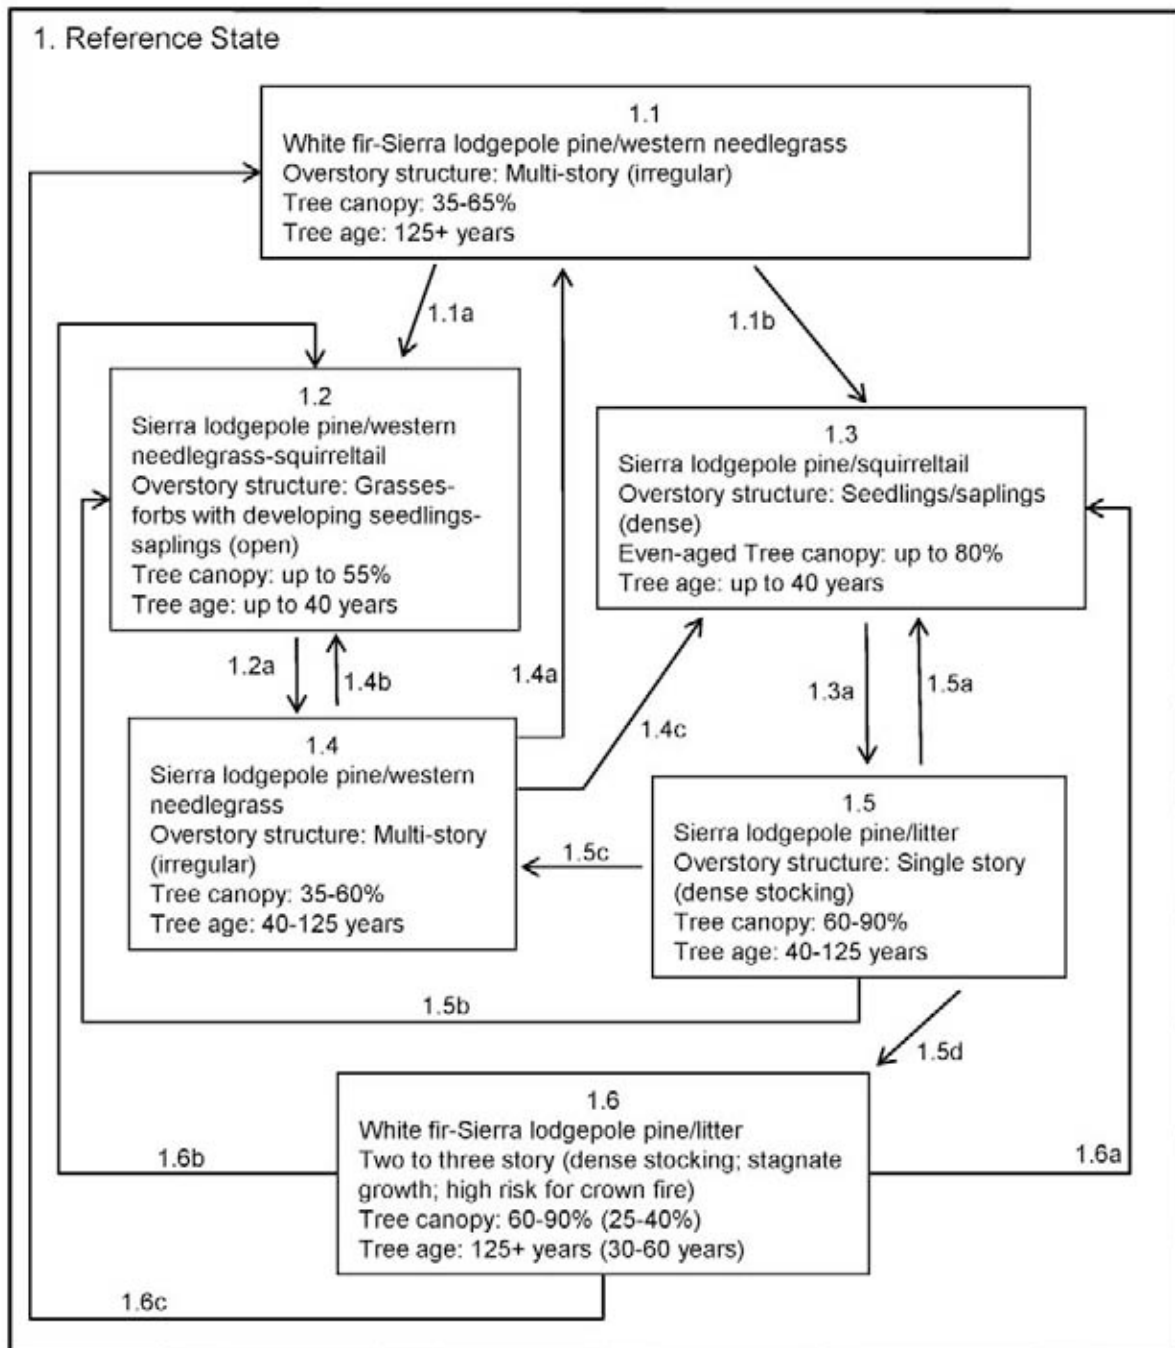 1. Reference State
1.1
White fir-Sierra lodgepole pine/western needlegrass
Overstory structure: Multi-story (irregular)
Tree canopy: 35-65%
Tree age: 125+ years
1.1a
1.1b
1.2
Sierra lodgepole pine/western
needlegrass-squirreltail
Overstory structure: Grasses-
forbs with developing seedlings-
saplings (open)
Tree canopy: up to 55%
Tree age: up to 40 years
1.3
Sierra lodgepole pine/squirreltail
Overstory structure: Seedlings/saplings
(dense)
Even-aged Tree canopy: up to 80%
Tree age: up to 40 years
1.2a
1.4b
1.4a
1.4c
1.3a
1.5a
1.4
Sierra lodgepole pine/western
needlegrass
Overstory structure: Multi-story
(irregular)
Tree canopy: 35-60%
Tree age: 40-125 years
1.5c
1.5
Sierra lodgepole pine/litter
Overstory structure: Single story
(dense stocking)
Tree canopy: 60-90%
Tree age: 40-125 years
1.5b
1.5d
1.6
White fir-Sierra lodgepole pine/litter
Two to three story (dense stocking; stagnate
growth; high risk for crown fire)
Tree canopy: 60-90% (25-40%)
Tree age: 125+ years (30-60 years)
1.6b
1.6a
1.6c